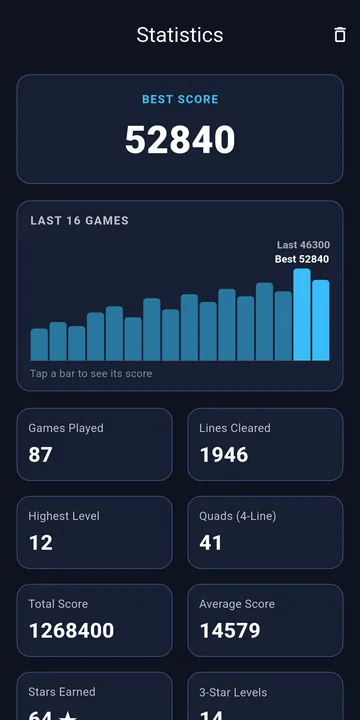 Statistics
BEST SCORE
52840
LAST 16 GAMES
Last 46300
Best 52840
Tap a bar to see its score
Games Played
87
Lines Cleared
1946
Highest Level
12
Quads (4-Line)
41
Total Score
1268400
Average Score
14579
Stars Earned
64 ★
3-Star Levels
14